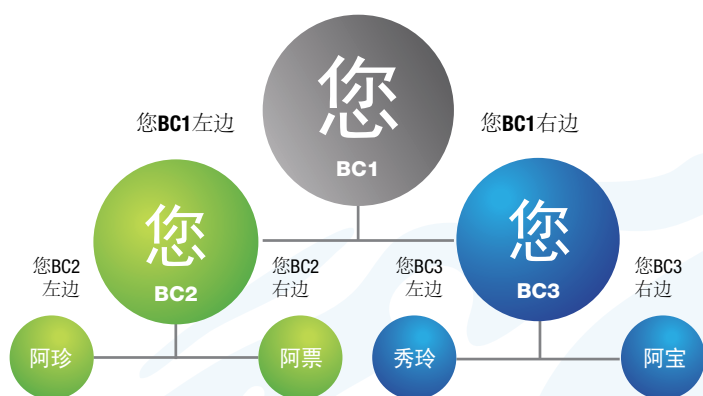 您
BC1
您BC1左边
您BC1右边
您
BC2
您
BC3
您BC2
左边
您BC2
右边
您BC3
左边
您BC3
右边
阿珍
阿票
秀玲
阿宝